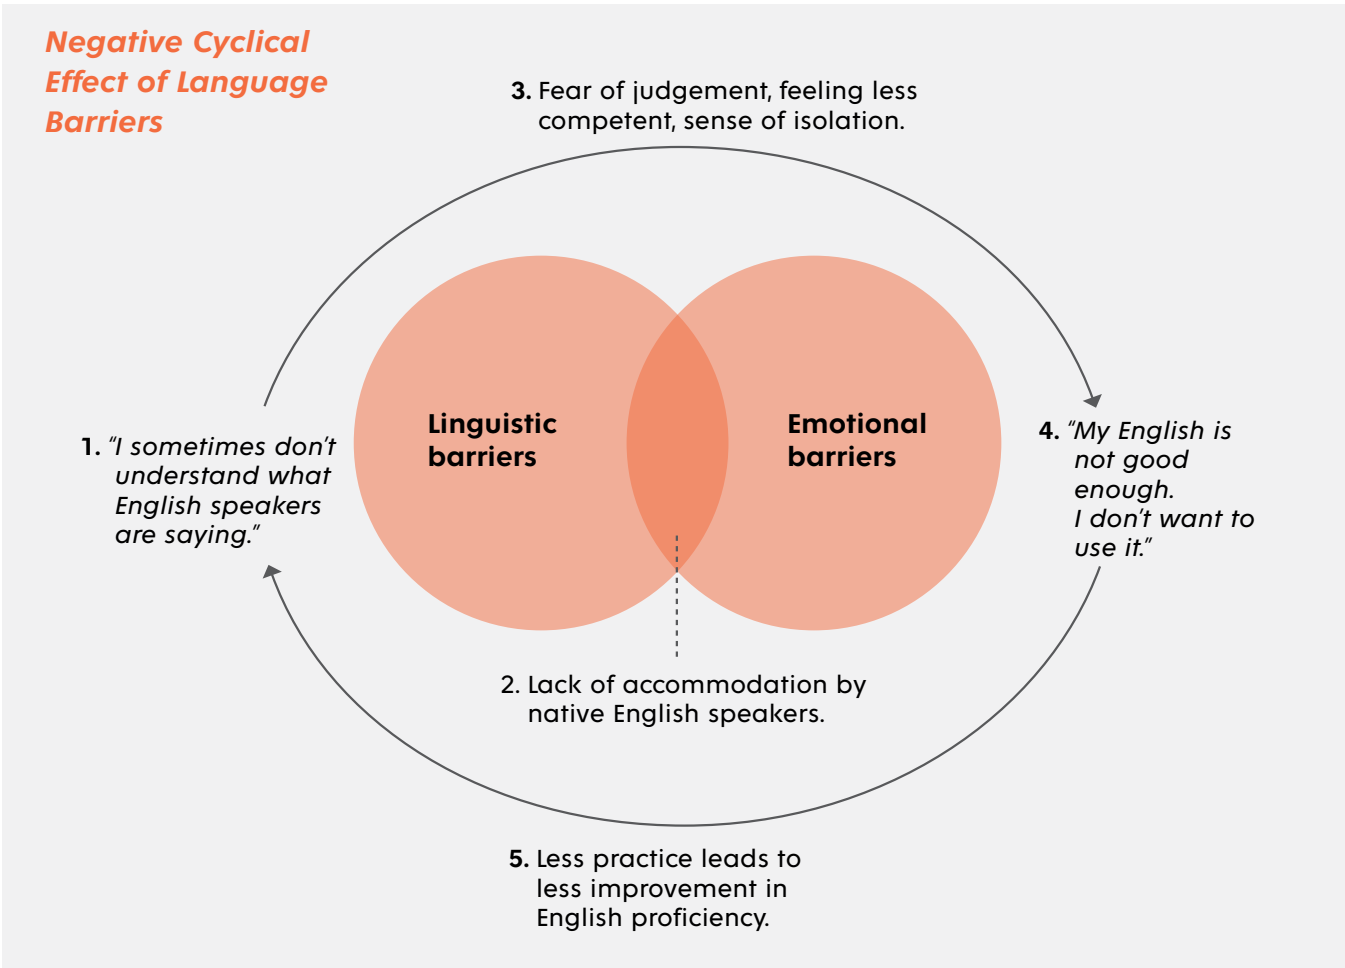 Negative Cyclical
Effect of Language
Barriers
3. Fear of judgement, feeling less
competent, sense of isolation.
Linguistic
barriers
Emotional
barriers
1. “I sometimes don’t
understand what
English speakers
are saying.”
4. “My English is
not good
enough.
I don’t want to
use it.”
2. Lack of accommodation by
native English speakers.
5. Less practice leads to
less improvement in
English proficiency.